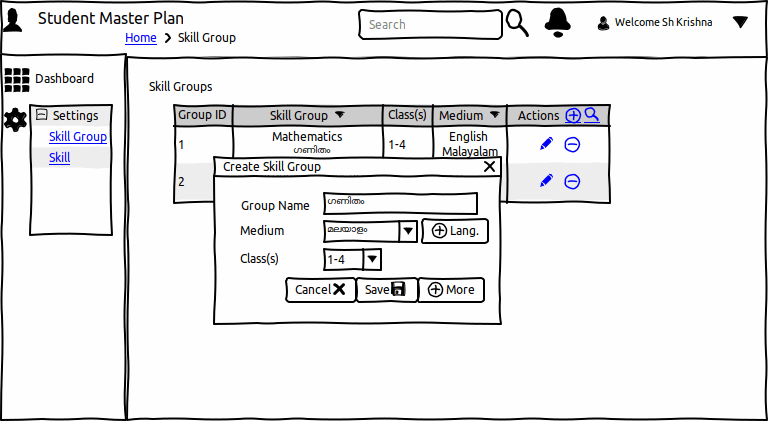 Student Master Plan
Home > Skill Group
Search
Welcome Sh Krishna
Dashboard
Settings
Skill Group
Skill
Skill Groups
Group ID Skill Group Class(s) Medium Actions
1 Mathematics 1-4 English
ഗണിതം Malayalam
2
Create Skill Group
Group Name ഗണിതം
Medium മലയാളം Lang.
Class(s) 1-4
Cancel Save More